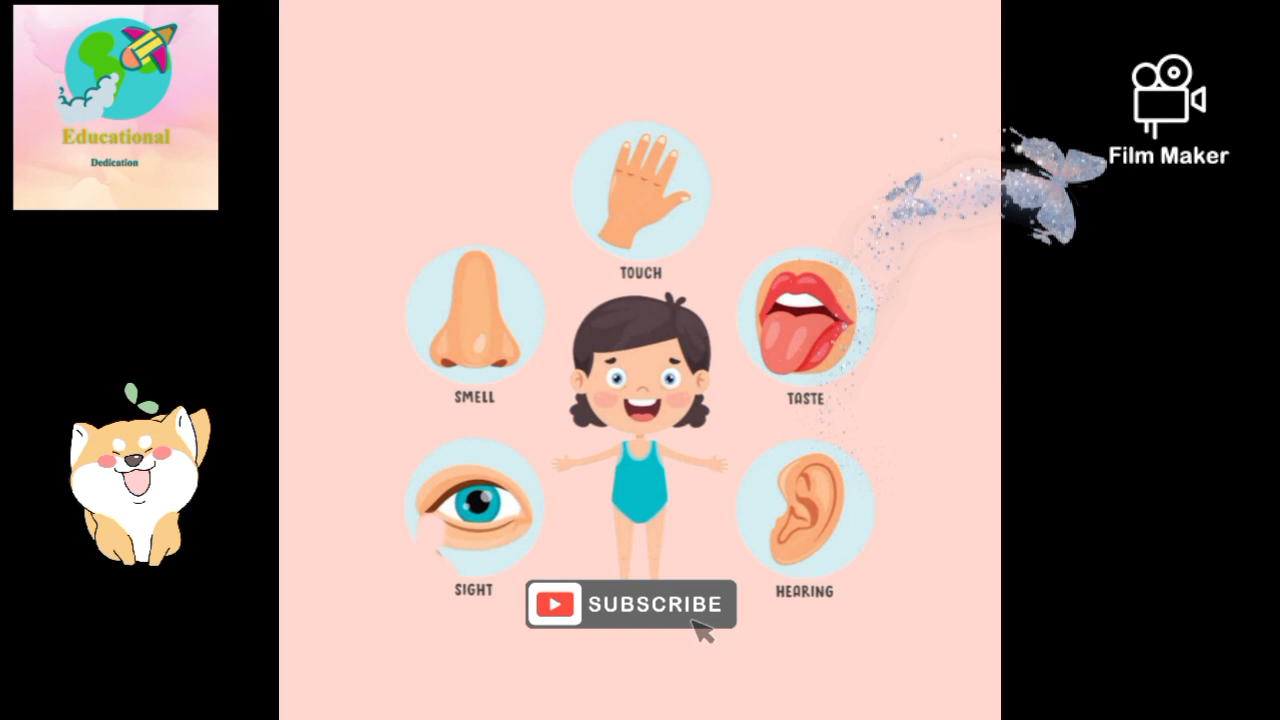 Educational
Dedication
Film Maker
TOUCH
SMELL
TASTE
SIGHT
HEARING
SUBSCRIBE